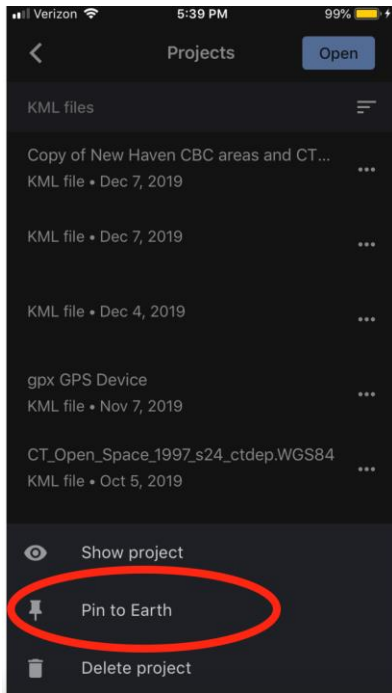 Verizon 5:39 PM 99%
Projects Open
KML files
Copy of New Haven CBC areas and CT...
KML file • Dec 7, 2019
KML file • Dec 7, 2019
KML file • Dec 4, 2019
gpx GPS Device
KML file • Nov 7, 2019
CT_Open_Space_1997_s24_ctdep.WGS84
KML file • Oct 5, 2019
Show project
Pin to Earth
Delete project